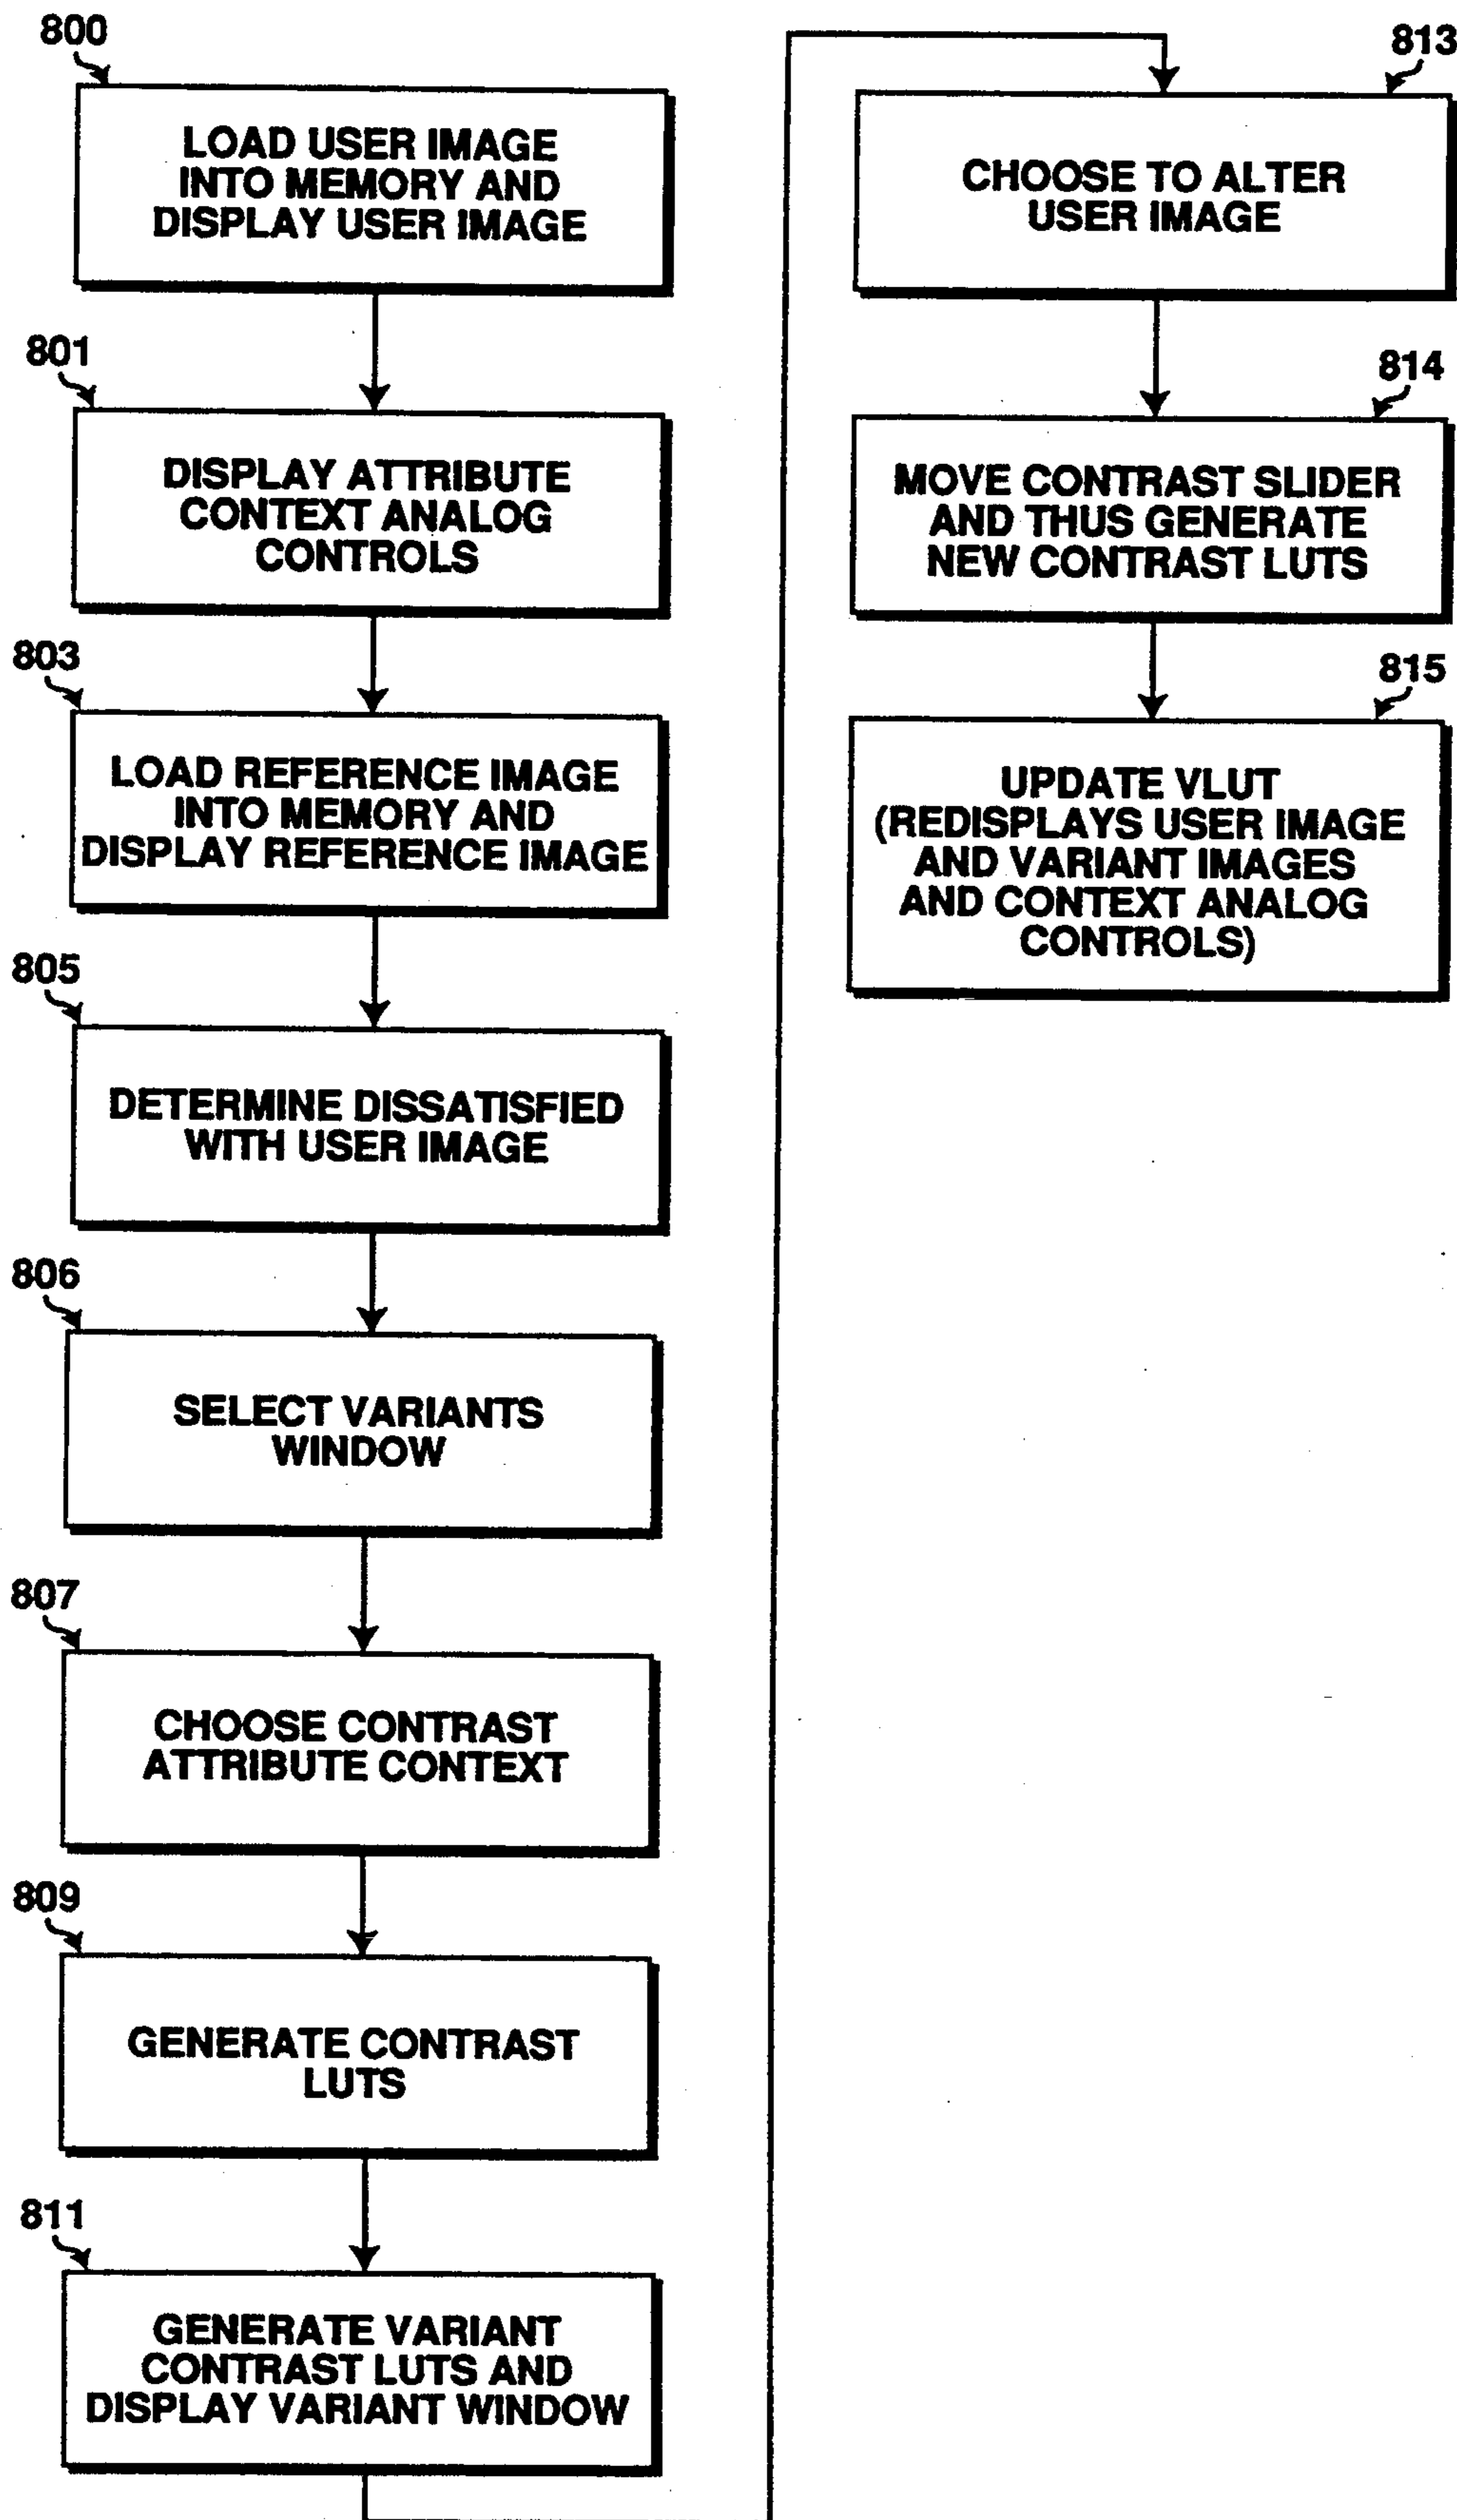 800
LOAD USER IMAGE
INTO MEMORY AND
DISPLAY USER IMAGE
801
DISPLAY ATTRIBUTE
CONTEXT ANALOG
CONTROLS
803
LOAD REFERENCE IMAGE
INTO MEMORY AND
DISPLAY REFERENCE IMAGE
805
DETERMINE DISSATISFIED
WITH USER IMAGE
806
SELECT VARIANTS
WINDOW
807
CHOOSE CONTRAST
ATTRIBUTE CONTEXT
809
GENERATE CONTRAST
LUTS
811
GENERATE VARIANT
CONTRAST LUTS AND
DISPLAY VARIANT WINDOW
813
CHOOSE TO ALTER
USER IMAGE
814
MOVE CONTRAST SLIDER
AND THUS GENERATE
NEW CONTRAST LUTS
815
UPDATE VLUT
(REDISPLAYS USER IMAGE
AND VARIANT IMAGES
AND CONTEXT ANALOG
CONTROLS)